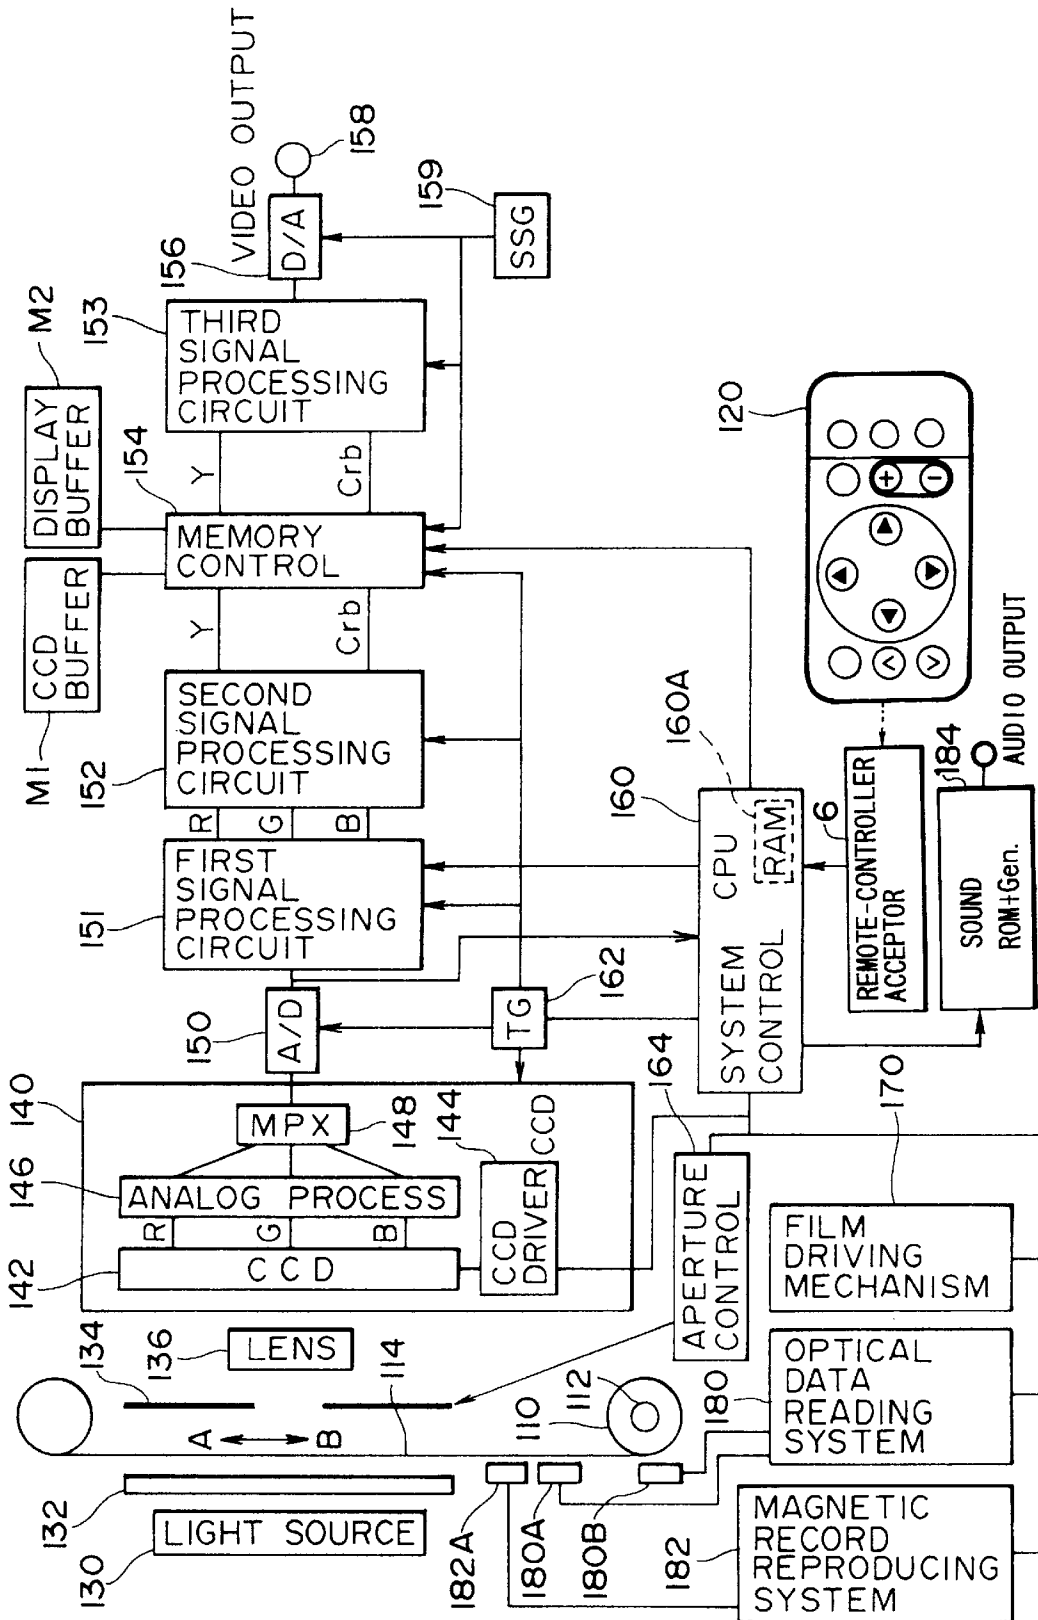 VIDEO OUTPUT
158
D/A
156
SSG
159
THIRD
SIGNAL
PROCESSING
CIRCUIT
153
DISPLAY
BUFFER
M2
CCD
BUFFER
M1
Y
Crb
MEMORY
CONTROL
154
Y
Crb
SECOND
SIGNAL
PROCESSING
CIRCUIT
152
R
G
B
FIRST
SIGNAL
PROCESSING
CIRCUIT
151
A/D
150
TG
162
140
MPX
148
146
ANALOG PROCESS
R
G
B
142
CCD
CCD
DRIVER
144
CCD
SYSTEM CPU
CONTROL
160
RAM
160A
120
+
−
<
>
6
REMOTE-CONTROLLER
ACCEPTOR
SOUND
ROM+Gen.
184
AUDIO OUTPUT
164
APERTURE
CONTROL
134
136
LENS
114
A
B
110
112
132
130
LIGHT SOURCE
182A
180A
180B
170
FILM
DRIVING
MECHANISM
180
OPTICAL
DATA
READING
SYSTEM
182
MAGNETIC
RECORD
REPRODUCING
SYSTEM